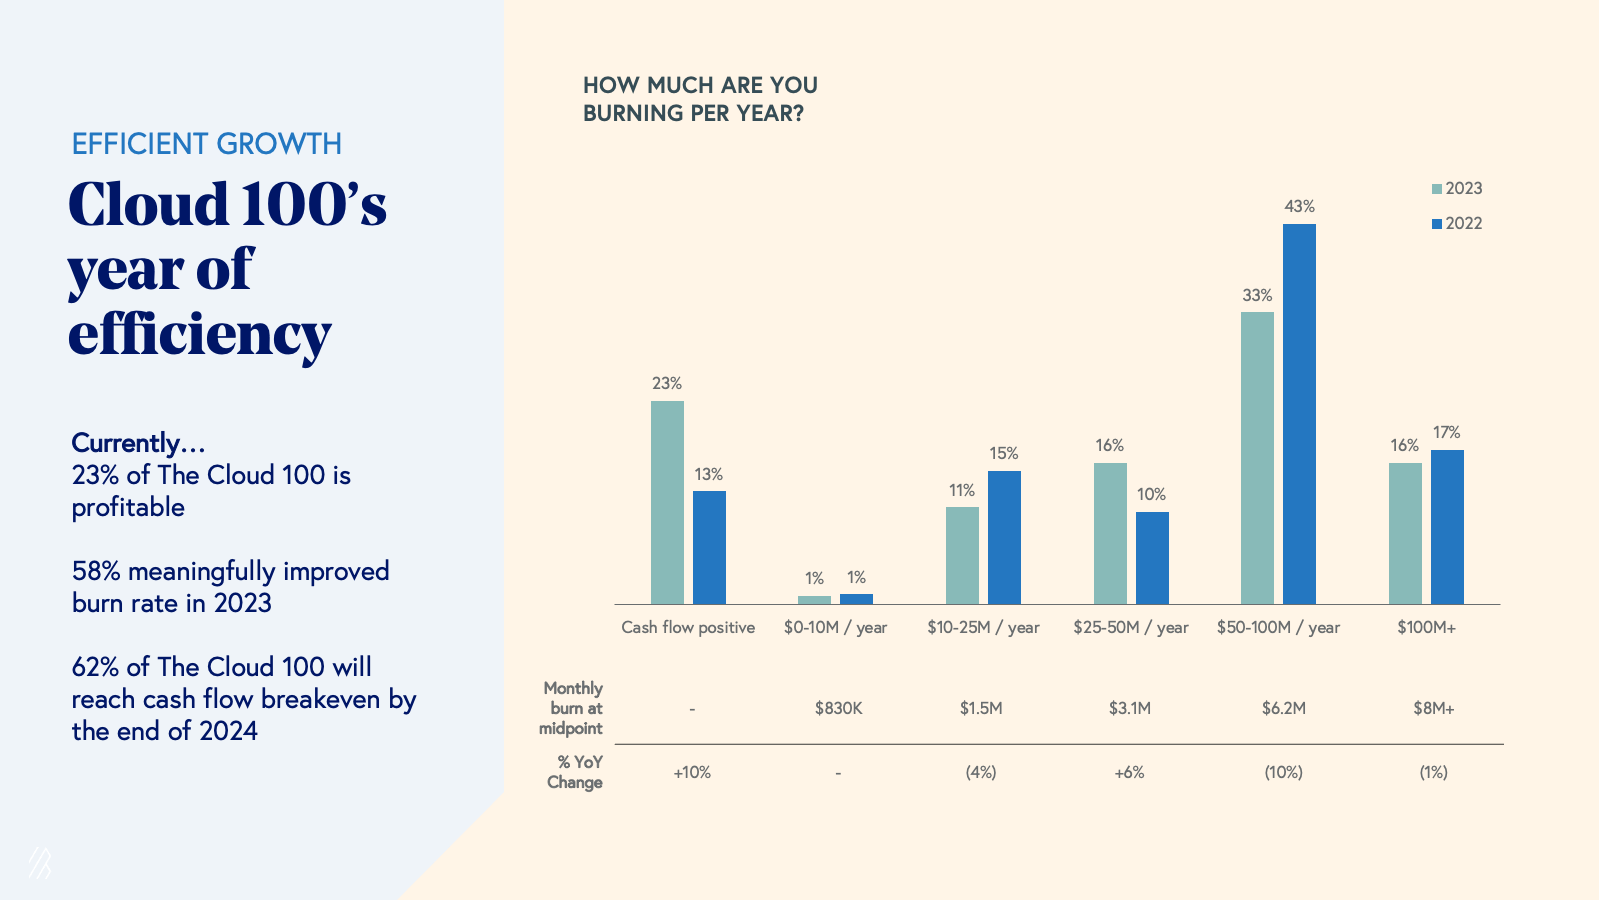 EFFICIENT GROWTH
Cloud 100’s
year of
efficiency
Currently…
23% of The Cloud 100 is
profitable
58% meaningfully improved
burn rate in 2023
62% of The Cloud 100 will
reach cash flow breakeven by
the end of 2024
HOW MUCH ARE YOU
BURNING PER YEAR?
2023
2022
23% 13% 1% 1% 11% 15% 16% 10% 33% 43% 16% 17%
Cash flow positive $0-10M / year $10-25M / year $25-50M / year $50-100M / year $100M+
Monthly
burn at
midpoint
- $830K $1.5M $3.1M $6.2M $8M+
% YoY
Change
+10% - (4%) +6% (10%) (1%)